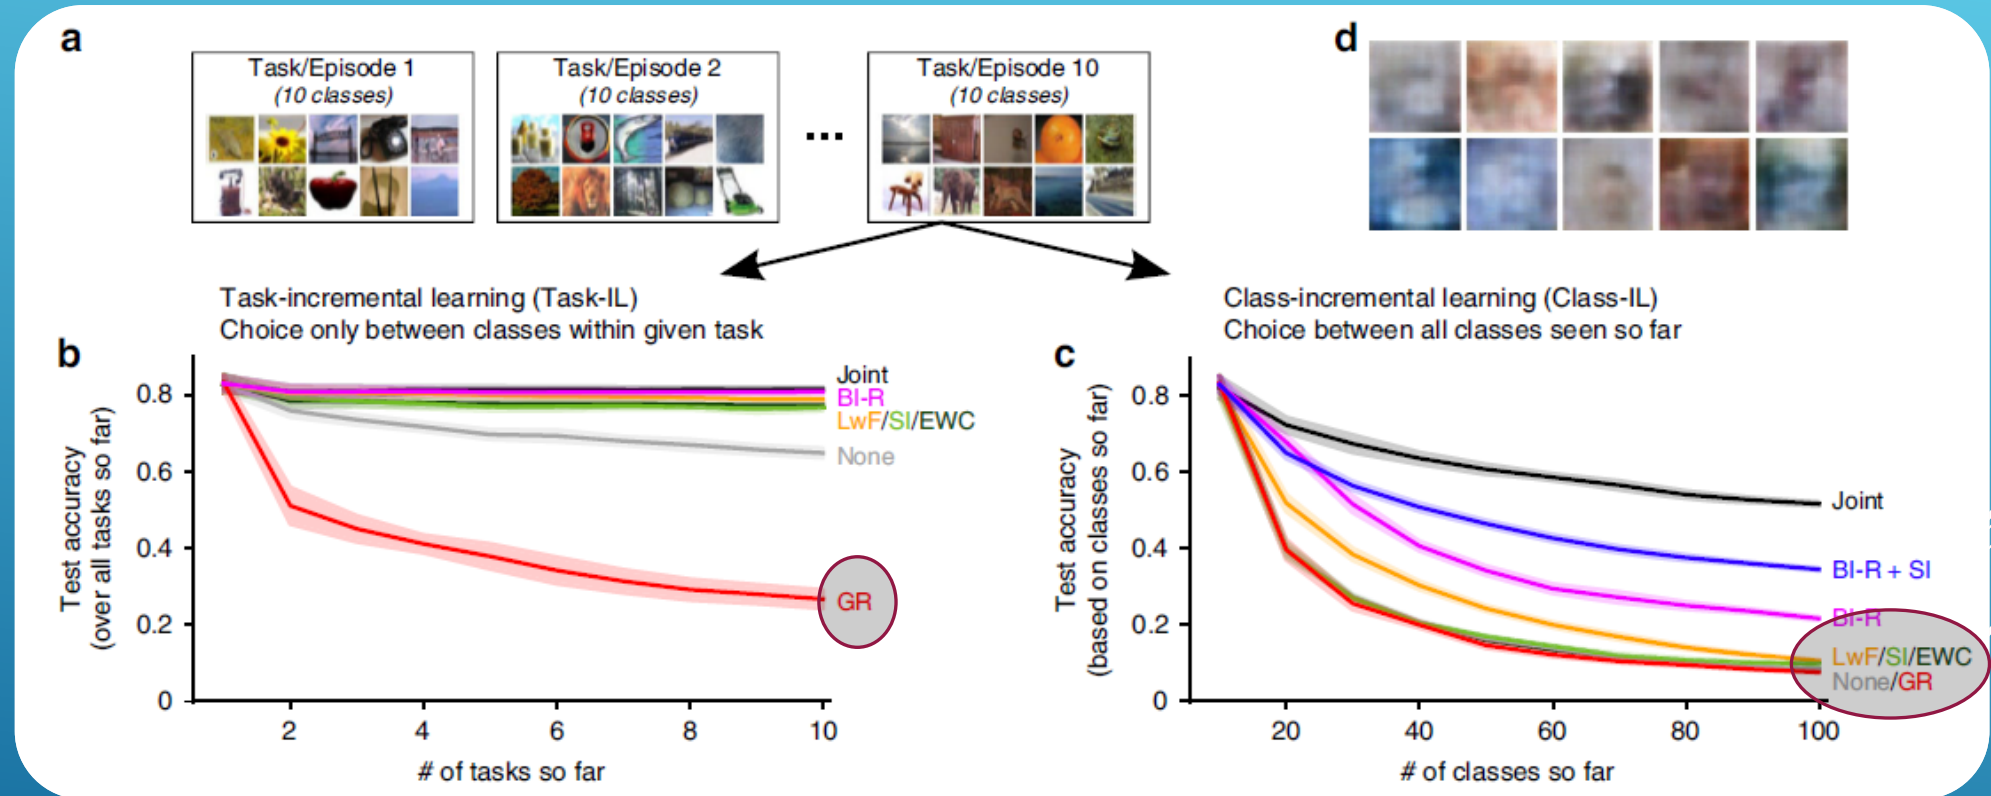 a
Task/Episode 1
(10 classes)
Task/Episode 2
(10 classes)
...
Task/Episode 10
(10 classes)
d
Task-incremental learning (Task-IL)
Choice only between classes within given task
b
Test accuracy
(over all tasks so far)
0.8
0.6
0.4
0.2
0
2
4
6
8
10
# of tasks so far
Joint
BI-R
LwF/SI/EWC
None
GR
Class-incremental learning (Class-IL)
Choice between all classes seen so far
c
Test accuracy
(based on classes so far)
0.8
0.6
0.4
0.2
0
20
40
60
80
100
# of classes so far
Joint
BI-R + SI
BI-R
LwF/SI/EWC
None/GR